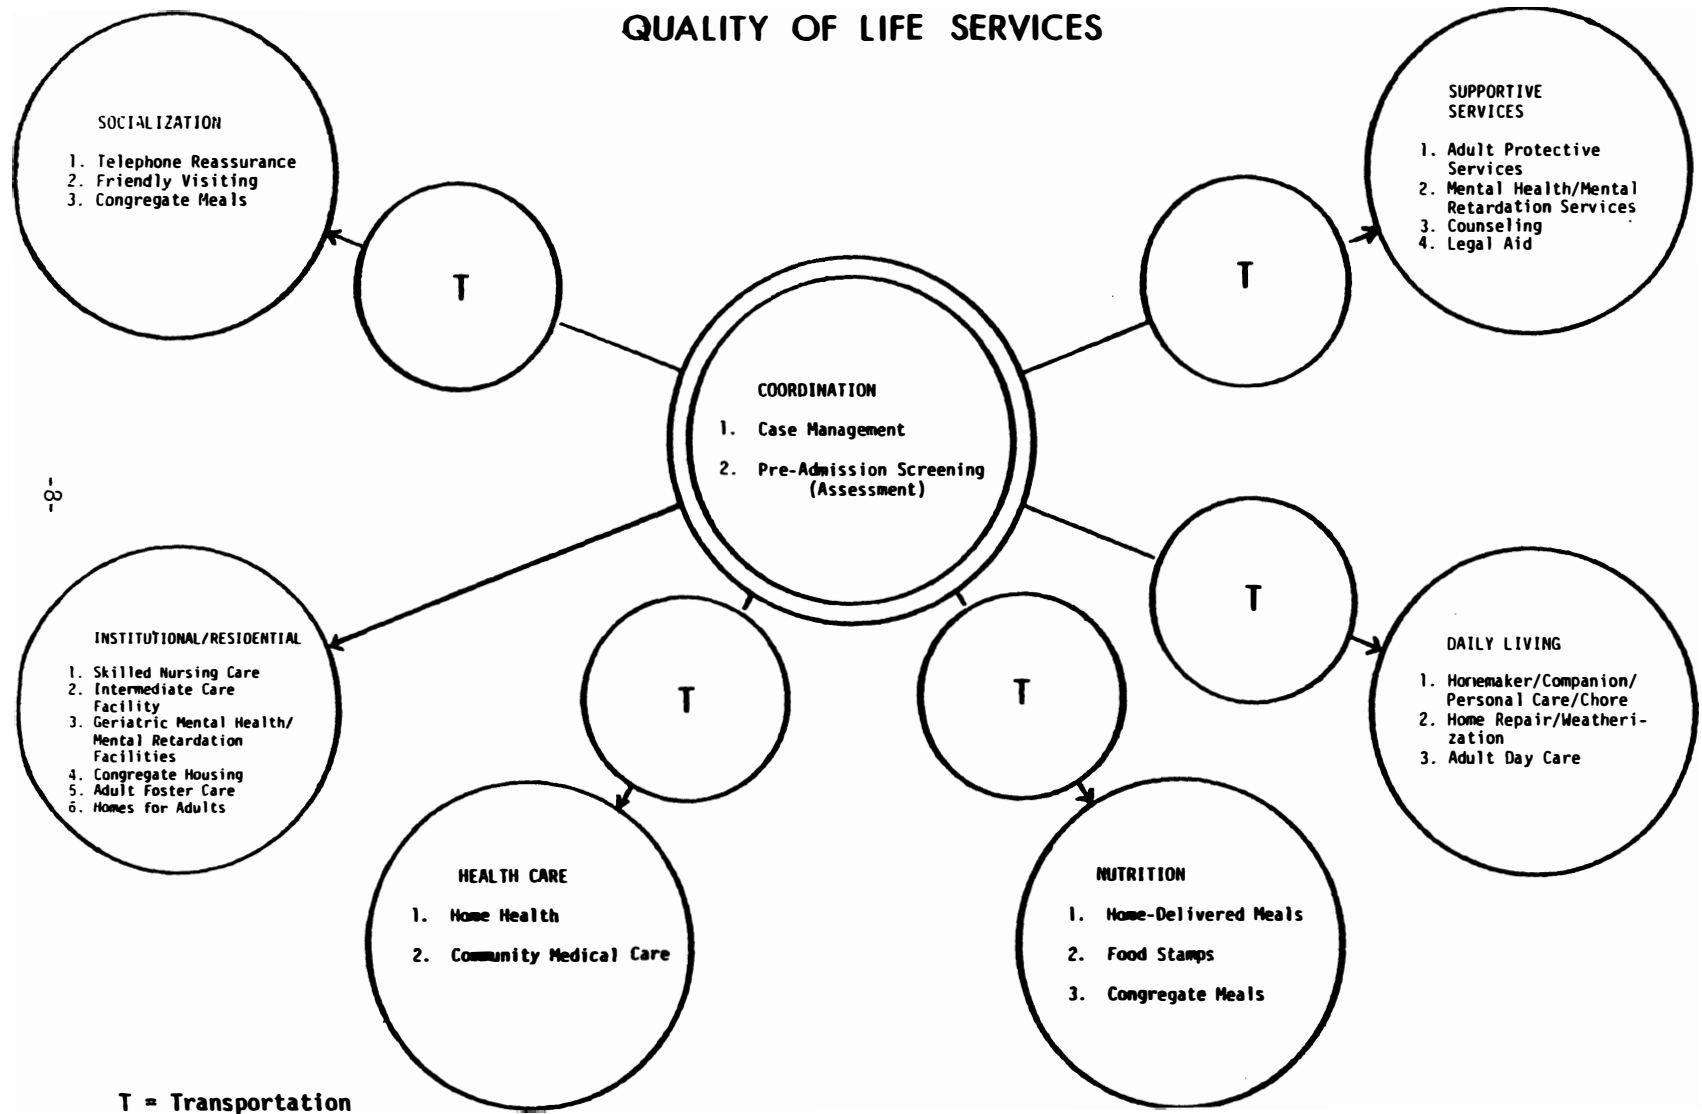 QUALITY OF LIFE SERVICES
SOCIALIZATION
1. Telephone Reassurance
2. Friendly Visiting
3. Congregate Meals
T
SUPPORTIVE
SERVICES
1. Adult Protective
Services
2. Mental Health/Mental
Retardation Services
3. Counseling
4. Legal Aid
T
COORDINATION
1. Case Management
2. Pre-Admission Screening
(Assessment)
-8-
INSTITUTIONAL/RESIDENTIAL
1. Skilled Nursing Care
2. Intermediate Care
Facility
3. Geriatric Mental Health/
Mental Retardation
Facilities
4. Congregate Housing
5. Adult Foster Care
6. Homes for Adults
T
T
T
DAILY LIVING
1. Homemaker/Companion/
Personal Care/Chore
2. Home Repair/Weatheri-
zation
3. Adult Day Care
HEALTH CARE
1. Home Health
2. Community Medical Care
NUTRITION
1. Home-Delivered Meals
2. Food Stamps
3. Congregate Meals
T = Transportation